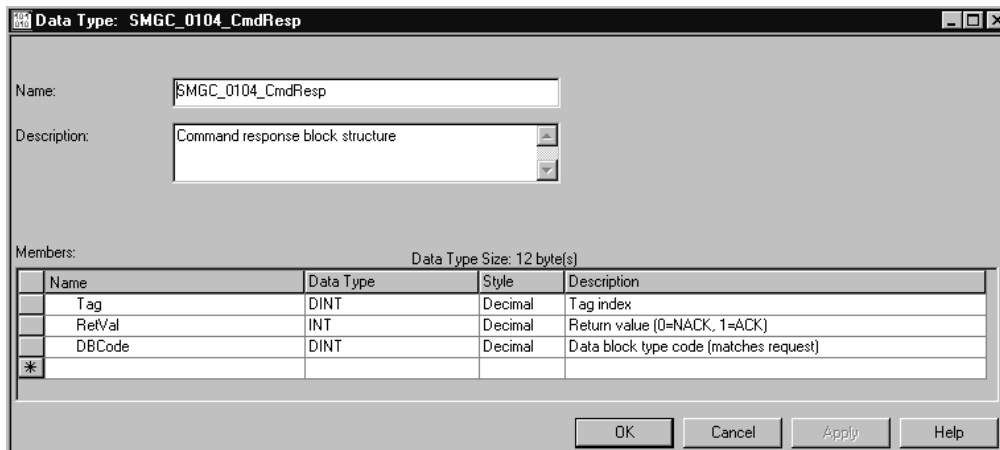 Data Type: SMGC_0104_CmdResp
Name: SMGC_0104_CmdResp
Description: Command response block structure
Members: Data Type Size: 12 byte(s)
Name Data Type Style Description
Tag DINT Decimal Tag index
RetVal INT Decimal Return value (0=NACK, 1=ACK)
DBCode DINT Decimal Data block type code (matches request)
OK Cancel Apply Help